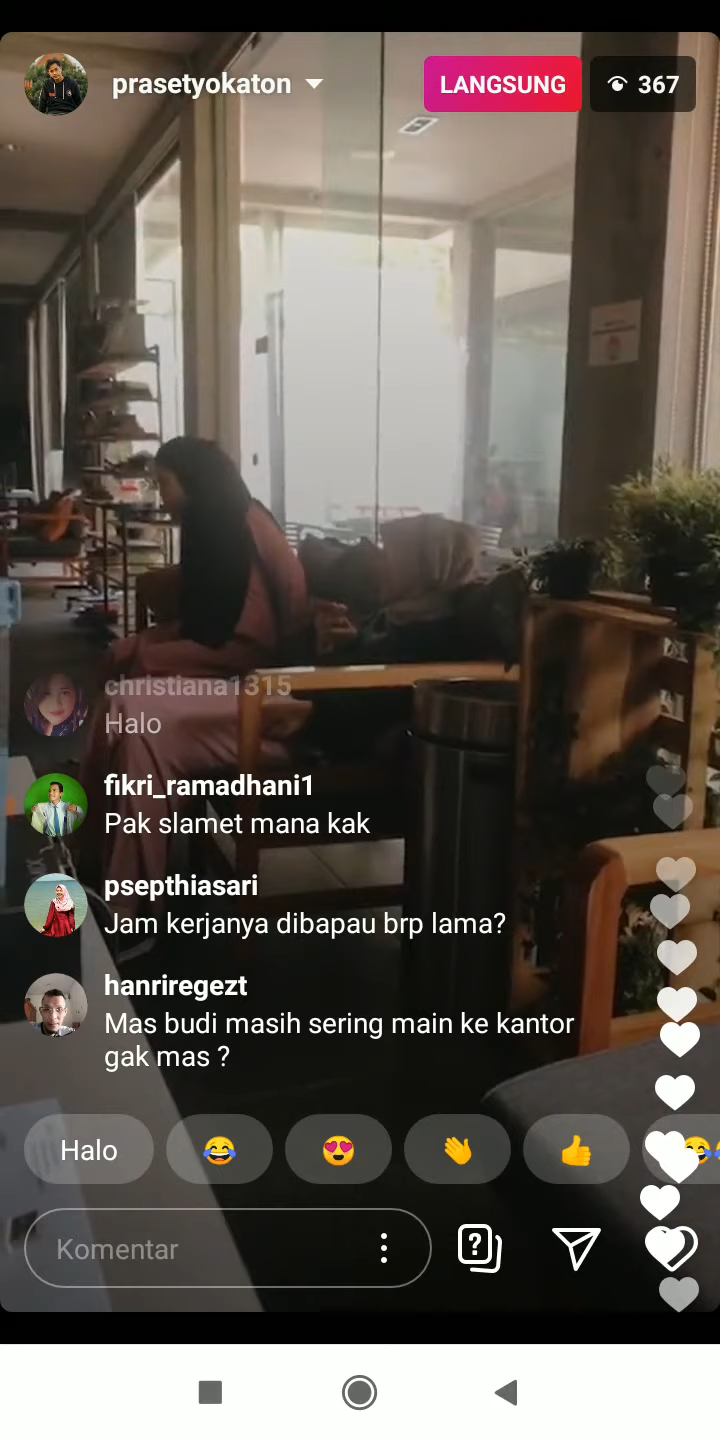 prasetyokaton
LANGSUNG
367
christiana1315
Halo
fikri_ramadhani1
Pak slamet mana kak
psepthiasari
Jam kerjanya dibapau brp lama?
hanriregezt
Mas budi masih sering main ke kantor
gak mas ?
Halo
Komentar